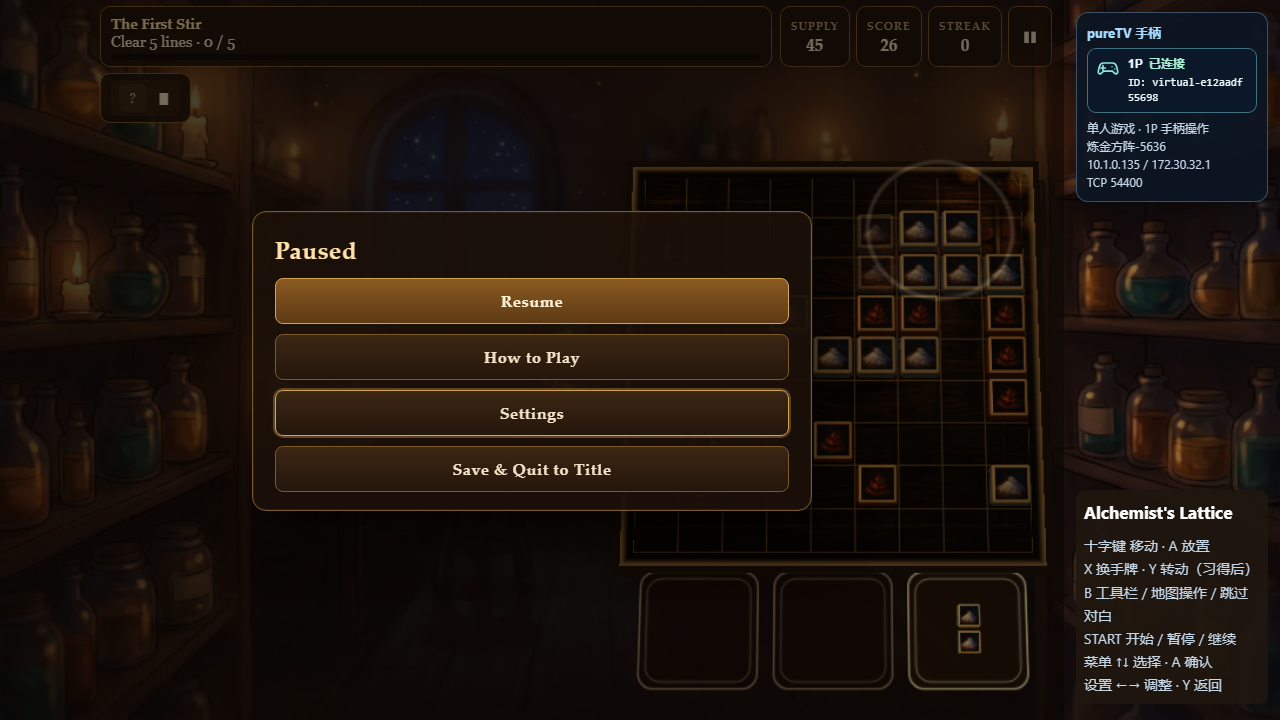 The First Stir
Clear 5 lines · 0 / 5
SUPPLY
45
SCORE
26
STREAK
0
?
Paused
Resume
How to Play
Settings
Save & Quit to Title
pureTV 手柄
1P 已连接
ID: virtual-e12aadf
55698
单人游戏 · 1P 手柄操作
炼金方阵-5636
10.1.0.135 / 172.30.32.1
TCP 54400
Alchemist's Lattice
十字键 移动 · A 放置
X 换手牌 · Y 转动（习得后）
B 工具栏 / 地图操作 / 跳过
对白
START 开始 / 暂停 / 继续
菜单 ↑↓ 选择 · A 确认
设置 ←→ 调整 · Y 返回